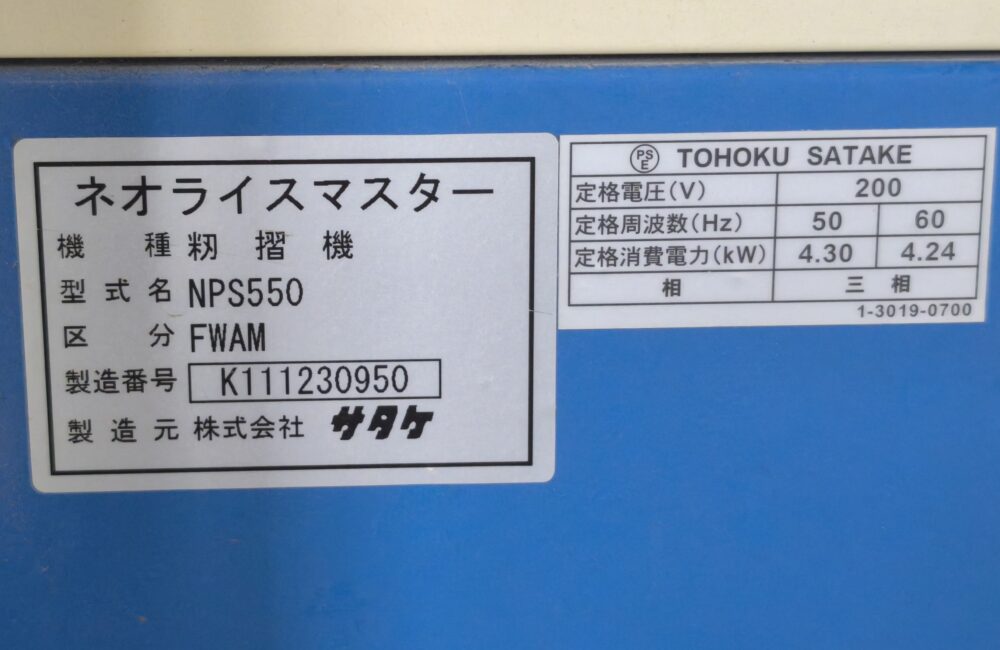 ネオライスマスター
機種 籾摺機
型式名 NPS550
区分 FWAM
製造番号 K111230950
製造元 株式会社 サタケ
PSE TOHOKU SATAKE
定格電圧(V) 200
定格周波数(Hz) 50 60
定格消費電力(kW) 4.30 4.24
相 三相
1-3019-0700